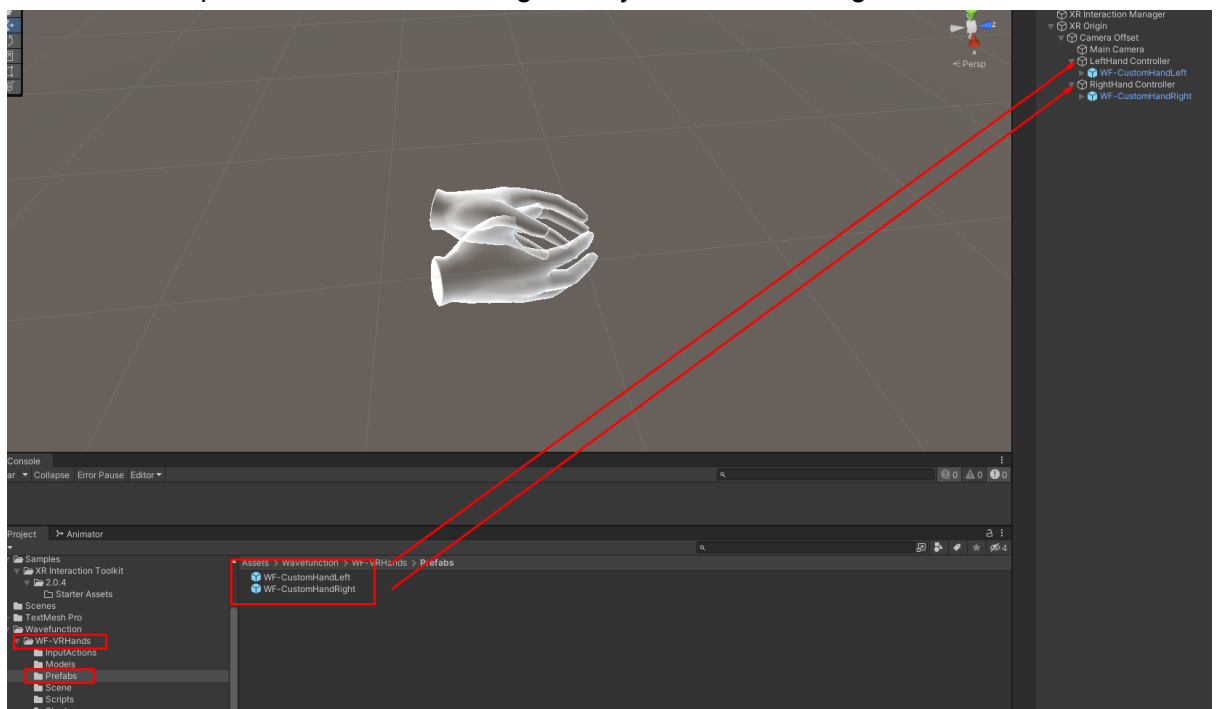 XR Interaction Manager
XR Origin
Camera Offset
Main Camera
LeftHand Controller
WF-CustomHandLeft
RightHand Controller
WF-CustomHandRight
z
x
Persp
Console
ar Collapse Error Pause Editor
0 0 0
Project Animator
4
Samples
XR Interaction Toolkit
2.0.4
Starter Assets
Scenes
TextMesh Pro
Wavefunction
WF-VRHands
InputActions
Models
Prefabs
Scene
Scripts
Assets > Wavefunction > WF-VRHands > Prefabs
WF-CustomHandLeft
WF-CustomHandRight